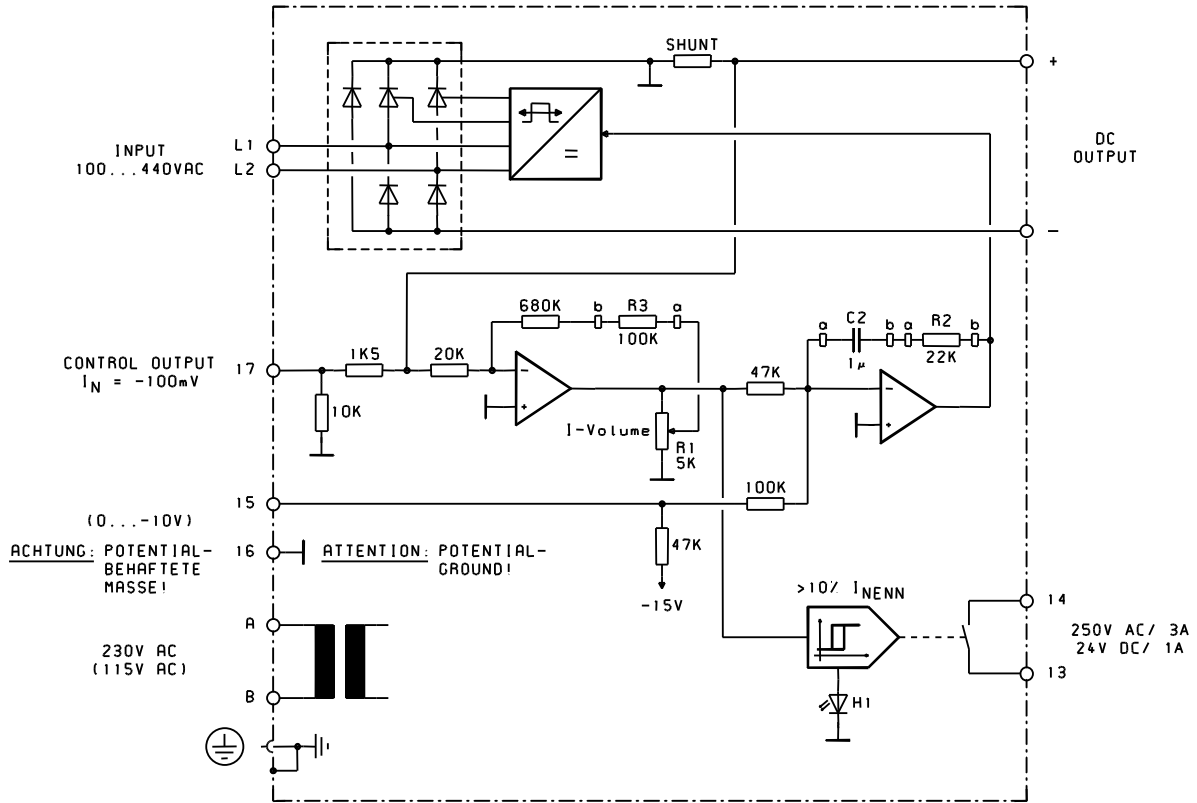 SHUNT
+
L1
L2
INPUT
100...440VAC
=
DC
OUTPUT
-
680K
b
R3
a
100K
a
C2
b
a
R2
b
1µ
22K
CONTROL OUTPUT
I_N = -100mV
17
1K5
20K
-
+
47K
-
+
10K
I-Volume
R1
5K
15
100K
(0...-10V)
47K
ACHTUNG: POTENTIAL-
BEHAFTETE
MASSE!
16
ATTENTION: POTENTIAL-
GROUND!
-15V
>10% I_NENN
14
250V AC/ 3A
24V DC/ 1A
13
A
230V AC
(115V AC)
B
H1